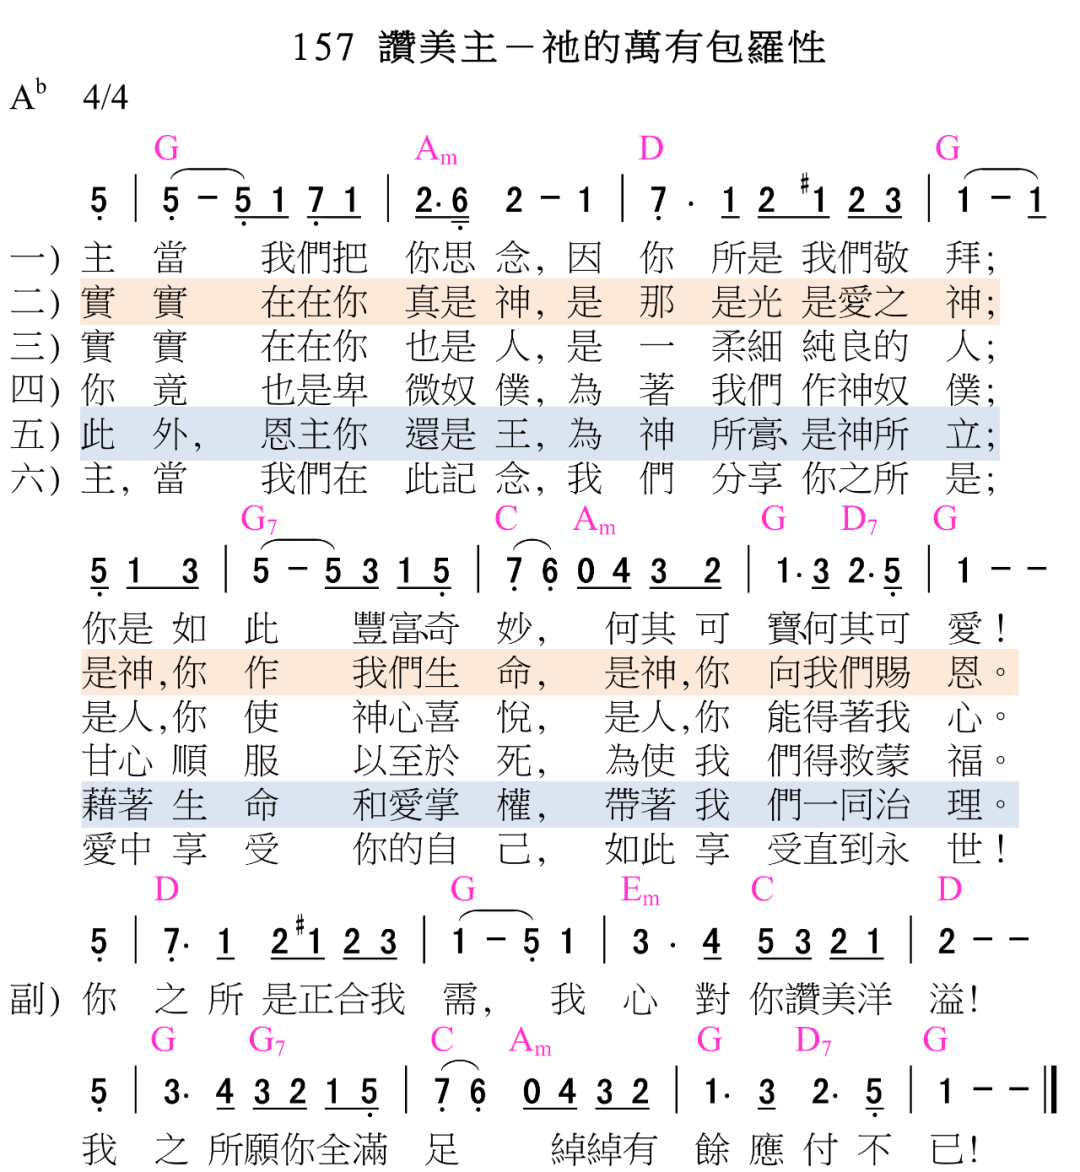 157 讚美主－祂的萬有包羅性
A♭ 4/4
G Am D G
5 | 5 － 5 1 7 1 | 2. 6 2 － 1 | 7 . 1 2 #1 2 3 | 1 － 1
一) 主 當 我們把 你思 念, 因 你 所是 我們敬 拜;
二) 實 實 在在你 真是 神, 是 那 是光 是愛之 神;
三) 實 實 在在你 也是 人, 是 一 柔細 純良的 人;
四) 你 竟 也是卑 微奴 僕, 為 著 我們 作神奴 僕;
五) 此 外, 恩主你 還是 王, 為 神 所膏、是神所 立;
六) 主, 當 我們在 此記 念, 我 們 分享 你之所 是;
G7 C Am G D7 G
5 1 3 | 5 － 5 3 1 5 | 7 6 0 4 3 2 | 1. 3 2. 5 | 1 － －
你是 如 此 豐富、奇 妙, 何其 可 寶、何其可 愛!
是神,你 作 我們生 命, 是神,你 向我們賜 恩。
是人,你 使 神心喜 悅, 是人,你 能得著我 心。
甘心 順 服 以至於 死, 為使 我 們得救蒙 福。
藉著 生 命 和愛掌 權, 帶著 我 們一同治 理。
愛中 享 受 你的自 己, 如此 享 受直到永 世!
D G Em C D
5 | 7. 1 2 #1 2 3 | 1 － 5 1 | 3 . 4 5 3 2 1 | 2 － －
副) 你 之 所 是正合我 需, 我 心 對 你讚美洋 溢!
G G7 C Am G D7 G
5 | 3. 4 3 2 1 5 | 7 6 0 4 3 2 | 1. 3 2. 5 | 1 － － ‖
我 之 所願你全滿 足 綽綽有 餘 應 付 不 已!